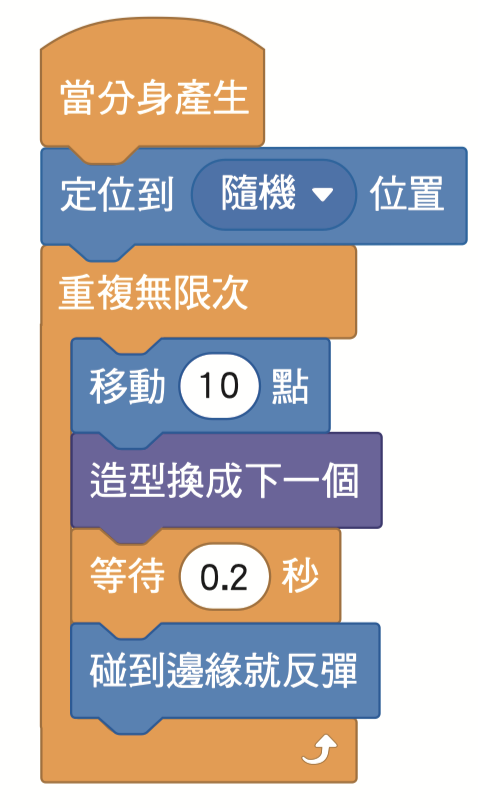 當分身產生
定位到 隨機 位置
重複無限次
移動 10 點
造型換成下一個
等待 0.2 秒
碰到邊緣就反彈